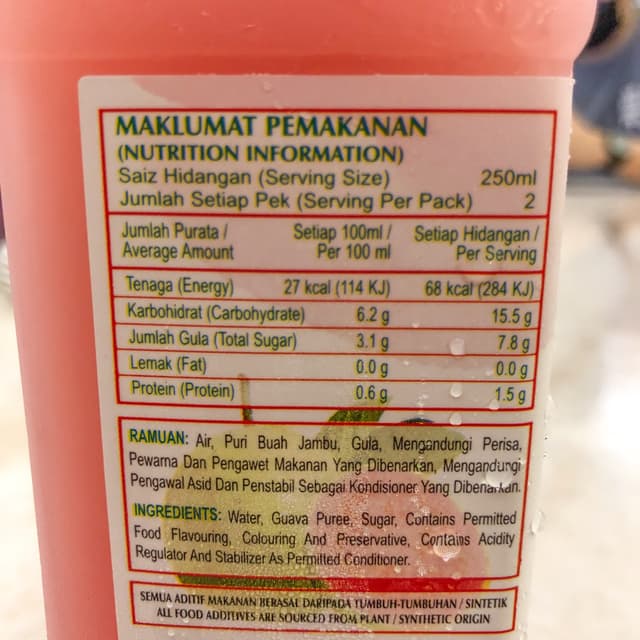 MAKLUMAT PEMAKANAN
(NUTRITION INFORMATION)
Saiz Hidangan (Serving Size) 250ml
Jumlah Setiap Pek (Serving Per Pack) 2
Jumlah Purata / Setiap 100ml / Setiap Hidangan /
Average Amount Per 100 ml Per Serving
Tenaga (Energy) 27 kcal (114 KJ) 68 kcal (284 KJ)
Karbohidrat (Carbohydrate) 6.2 g 15.5 g
Jumlah Gula (Total Sugar) 3.1 g 7.8 g
Lemak (Fat) 0.0 g 0.0 g
Protein (Protein) 0.6 g 1.5 g
RAMUAN: Air, Puri Buah Jambu, Gula, Mengandungi Perisa,
Pewarna Dan Pengawet Makanan Yang Dibenarkan, Mengandungi
Pengawal Asid Dan Penstabil Sebagai Kondisioner Yang Dibenarkan.
INGREDIENTS: Water, Guava Puree, Sugar, Contains Permitted
Food Flavouring, Colouring And Preservative, Contains Acidity
Regulator And Stabilizer As Permitted Conditioner.
SEMUA ADITIF MAKANAN BERASAL DARIPADA TUMBUH-TUMBUHAN / SINTETIK
ALL FOOD ADDITIVES ARE SOURCED FROM PLANT / SYNTHETIC ORIGIN